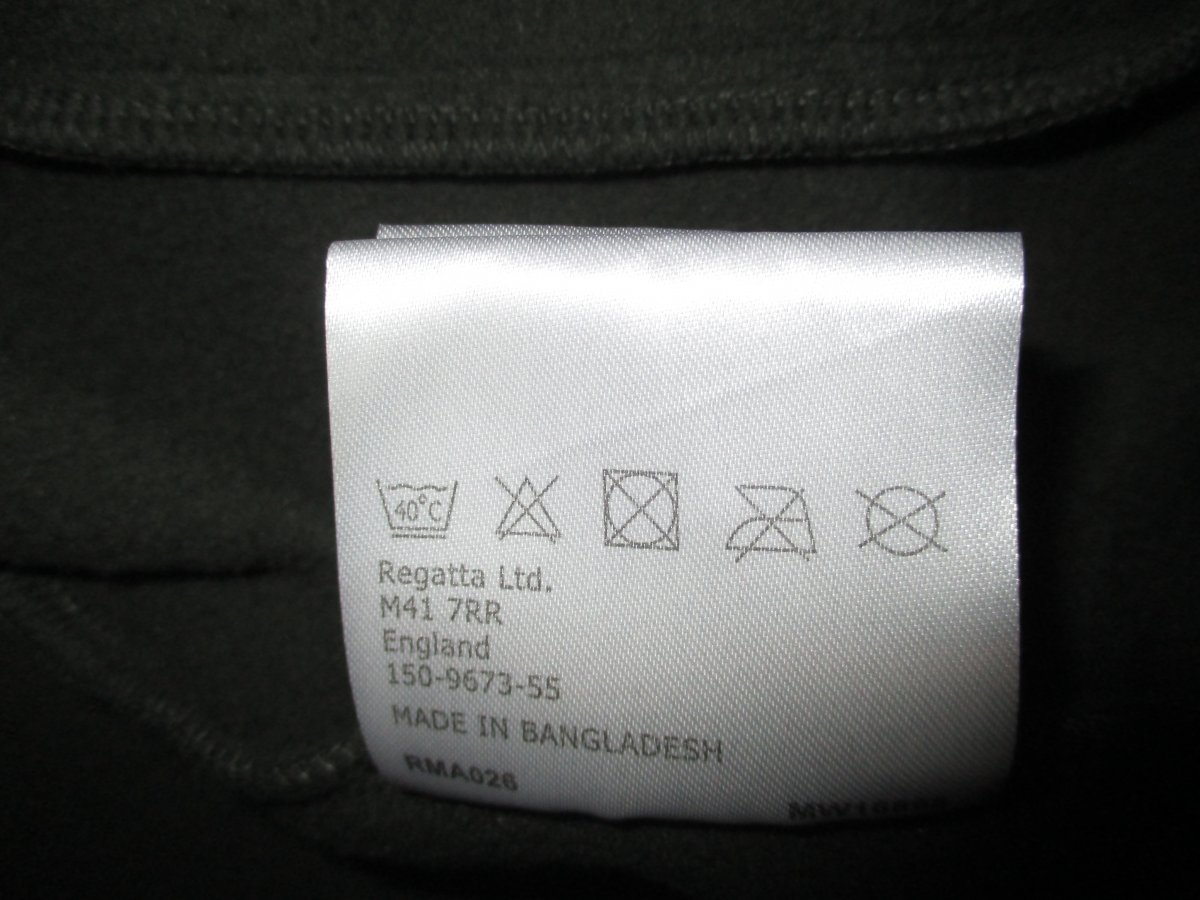 40°C
Regatta Ltd.
M41 7RR
England
150-9673-55
MADE IN BANGLADESH
RMA026